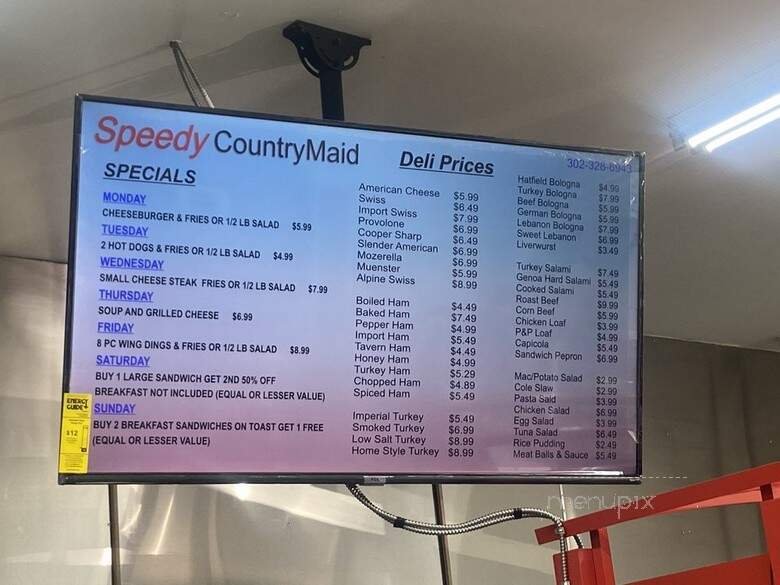 Speedy CountryMaid
Deli Prices
302-328-6943
SPECIALS
MONDAY
CHEESEBURGER & FRIES OR 1/2 LB SALAD $5.99
TUESDAY
2 HOT DOGS & FRIES OR 1/2 LB SALAD $4.99
WEDNESDAY
SMALL CHEESE STEAK FRIES OR 1/2 LB SALAD $7.99
THURSDAY
SOUP AND GRILLED CHEESE $6.99
FRIDAY
8 PC WING DINGS & FRIES OR 1/2 LB SALAD $8.99
SATURDAY
BUY 1 LARGE SANDWICH GET 2ND 50% OFF
BREAKFAST NOT INCLUDED (EQUAL OR LESSER VALUE)
SUNDAY
BUY 2 BREAKFAST SANDWICHES ON TOAST GET 1 FREE
(EQUAL OR LESSER VALUE)
American Cheese $5.99
Swiss $6.49
Import Swiss $7.99
Provolone $6.99
Cooper Sharp $6.49
Slender American $6.99
Mozerella $6.99
Muenster $5.99
Alpine Swiss $8.99
Boiled Ham $4.49
Baked Ham $7.49
Pepper Ham $4.99
Import Ham $5.49
Tavern Ham $4.49
Honey Ham $4.99
Turkey Ham $5.29
Chopped Ham $4.89
Spiced Ham $5.49
Imperial Turkey $5.49
Smoked Turkey $6.99
Low Salt Turkey $8.99
Home Style Turkey $8.99
Hatfield Bologna $4.99
Turkey Bologna $7.99
Beef Bologna $5.99
German Bologna $5.99
Lebanon Bologna $7.99
Sweet Lebanon $6.99
Liverwurst $3.49
Turkey Salami $7.49
Genoa Hard Salami $5.49
Cooked Salami $5.49
Roast Beef $9.99
Corn Beef $5.99
Chicken Loaf $3.99
P&P Loaf $4.99
Capicola $5.49
Sandwich Pepron $6.99
Mac/Potato Salad $2.99
Cole Slaw $2.99
Pasta Sald $3.99
Chicken Salad $6.99
Egg Salad $3.99
Tuna Salad $6.49
Rice Pudding $2.49
Meat Balls & Sauce $5.49
ENERGY
GUIDE
$12
menupix